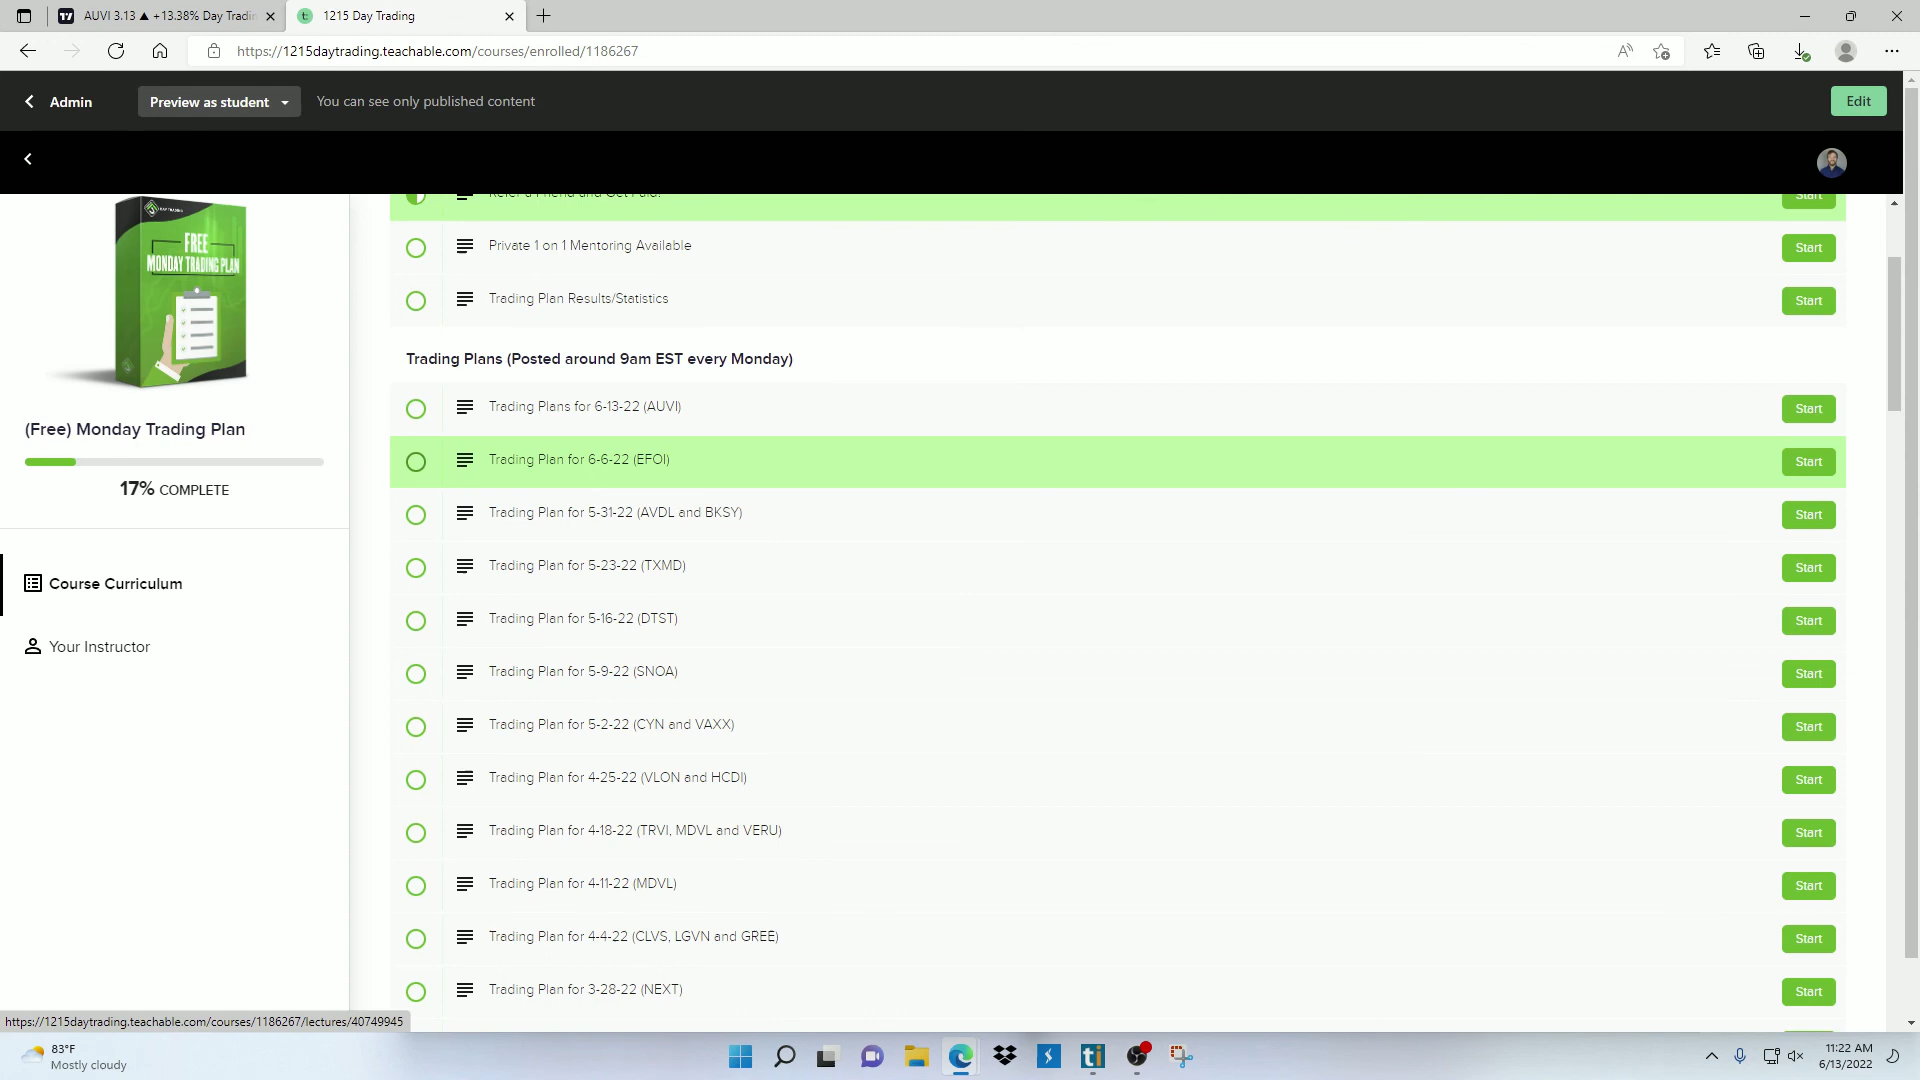 AUVI 3.13 ▲ +13.38% Day Tradin
1215 Day Trading
https://1215daytrading.teachable.com/courses/enrolled/1186267
Admin
Preview as student
You can see only published content
Edit
Refer a Friend and Get Paid!
Start
DAY TRADING
FREE
MONDAY TRADING PLAN
(Free) Monday Trading Plan
17% COMPLETE
Course Curriculum
Your Instructor
Private 1 on 1 Mentoring Available
Start
Trading Plan Results/Statistics
Start
Trading Plans (Posted around 9am EST every Monday)
Trading Plans for 6-13-22 (AUVI)
Start
Trading Plan for 6-6-22 (EFOI)
Start
Trading Plan for 5-31-22 (AVDL and BKSY)
Start
Trading Plan for 5-23-22 (TXMD)
Start
Trading Plan for 5-16-22 (DTST)
Start
Trading Plan for 5-9-22 (SNOA)
Start
Trading Plan for 5-2-22 (CYN and VAXX)
Start
Trading Plan for 4-25-22 (VLON and HCDI)
Start
Trading Plan for 4-18-22 (TRVI, MDVL and VERU)
Start
Trading Plan for 4-11-22 (MDVL)
Start
Trading Plan for 4-4-22 (CLVS, LGVN and GREE)
Start
Trading Plan for 3-28-22 (NEXT)
Start
https://1215daytrading.teachable.com/courses/1186267/lectures/40749945
83°F
Mostly cloudy
11:22 AM
6/13/2022